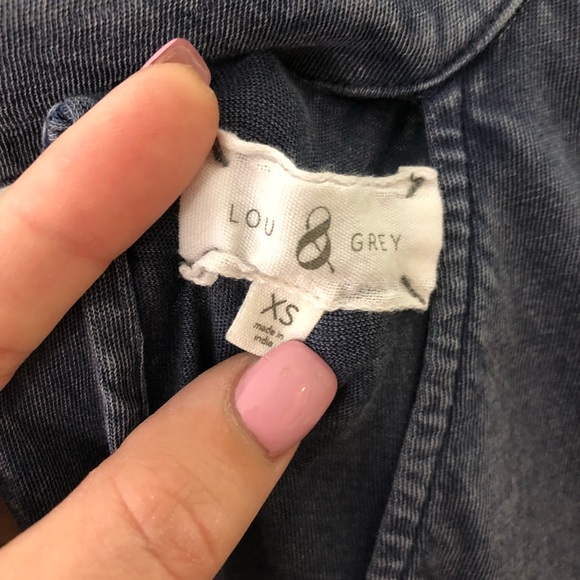 LOU & GREY
XS
made in
india